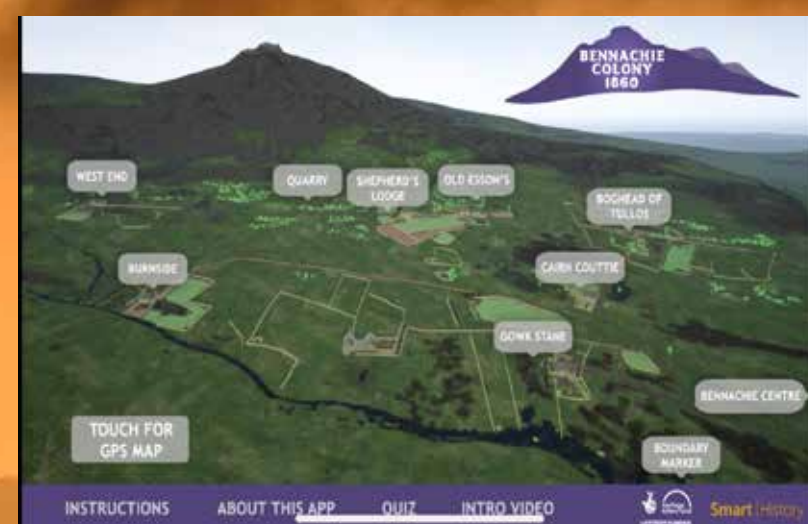 BENNACHIE
COLONY
1860
WEST END
QUARRY
SHEPHERD'S
LODGE
OLD ESSON'S
BOGHEAD OF
TULLOS
BURNSIDE
CAIRN COUTTIE
GOWK STANE
BENNACHIE CENTRE
TOUCH FOR
GPS MAP
BOUNDARY
MARKER
INSTRUCTIONS
ABOUT THIS APP
QUIZ
INTRO VIDEO
Smart History